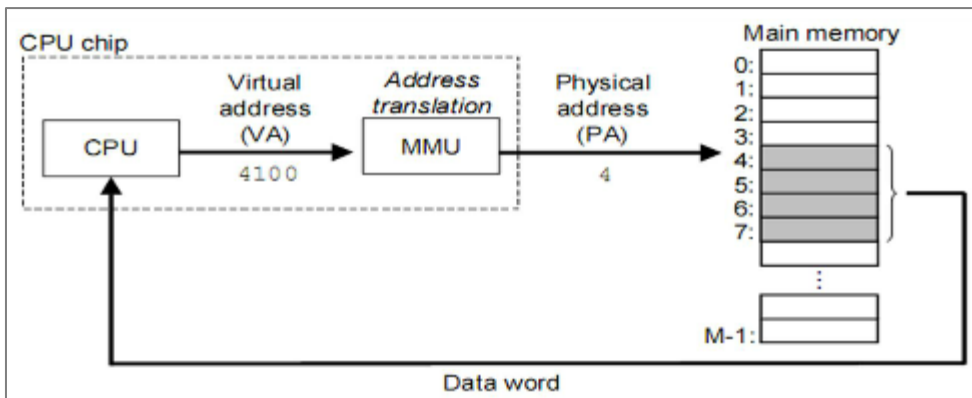 CPU chip
CPU
Virtual
address
(VA)
4100
Address
translation
MMU
Physical
address
(PA)
4
Main memory
0:
1:
2:
3:
4:
5:
6:
7:
⋮
M-1:
Data word